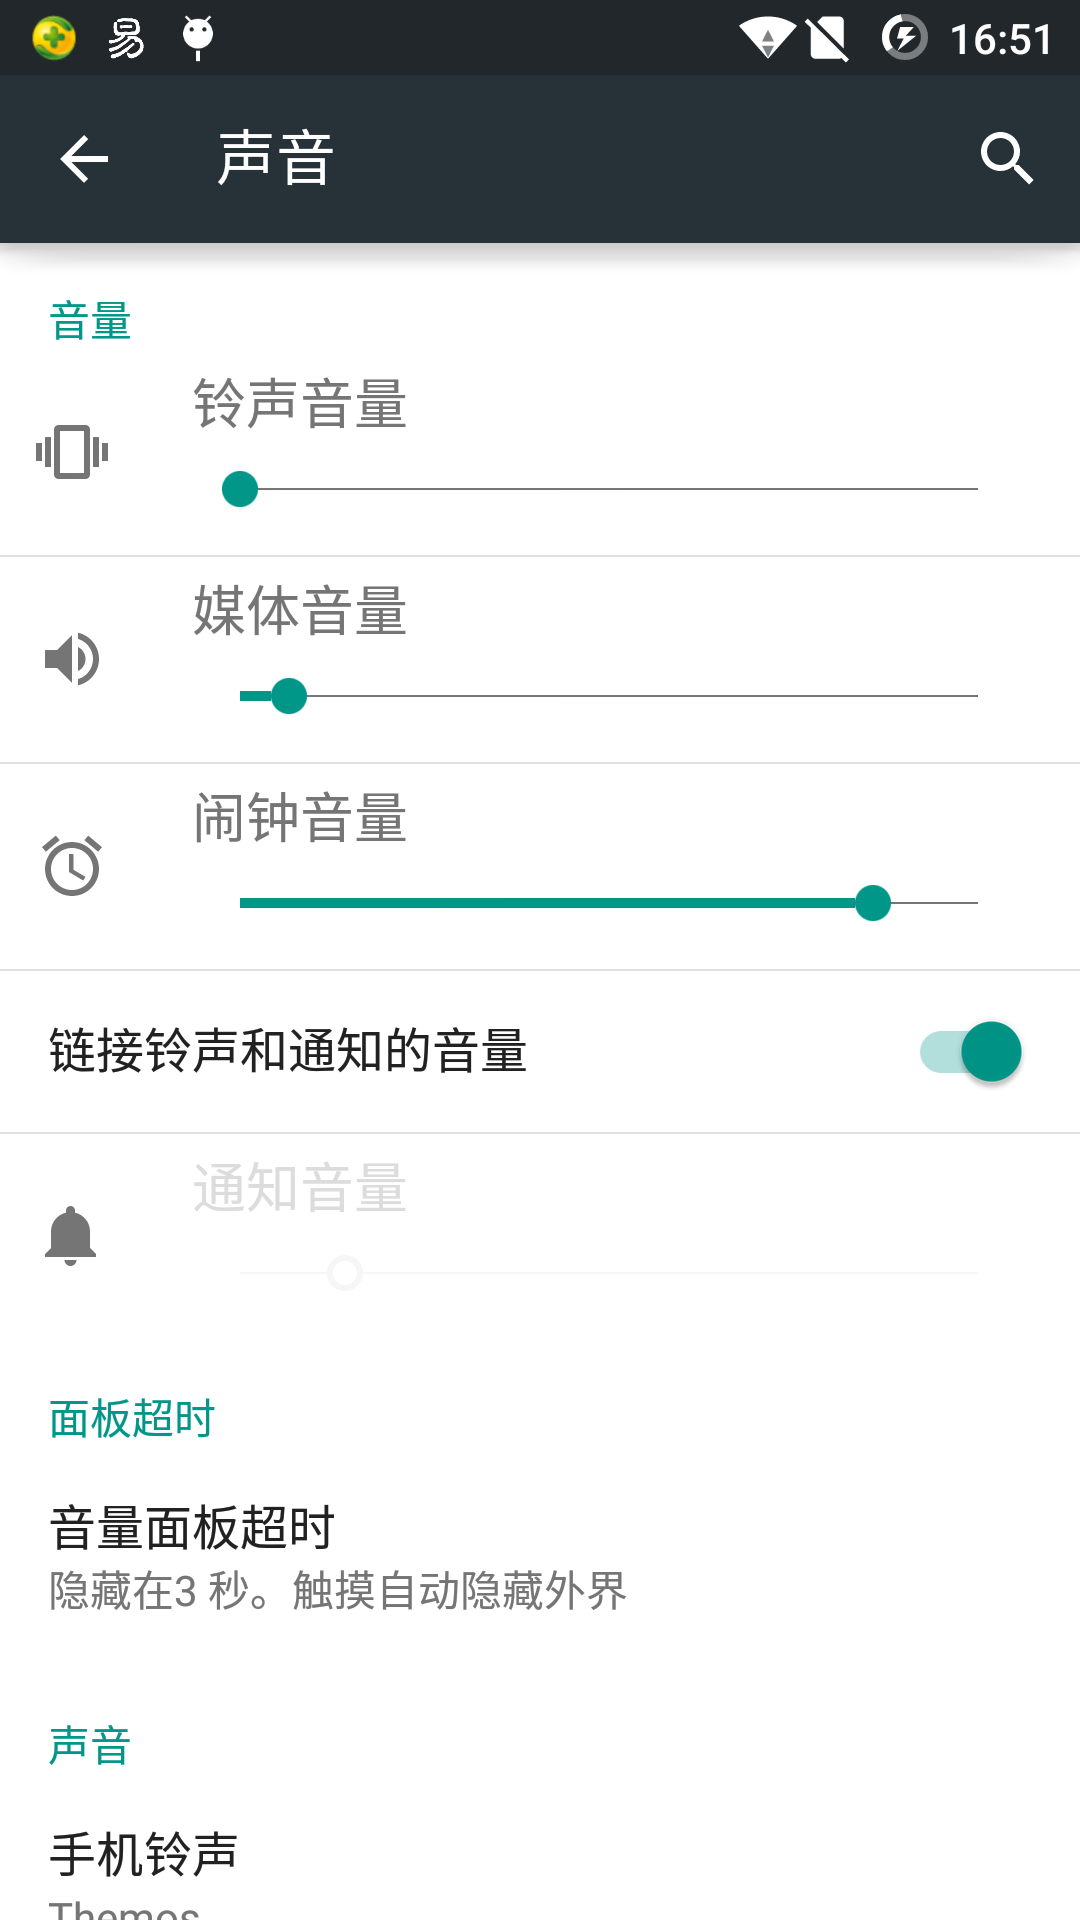 易
16:51
声音
音量
铃声音量
媒体音量
闹钟音量
链接铃声和通知的音量
通知音量
面板超时
音量面板超时
隐藏在3 秒。触摸自动隐藏外界
声音
手机铃声
Themos